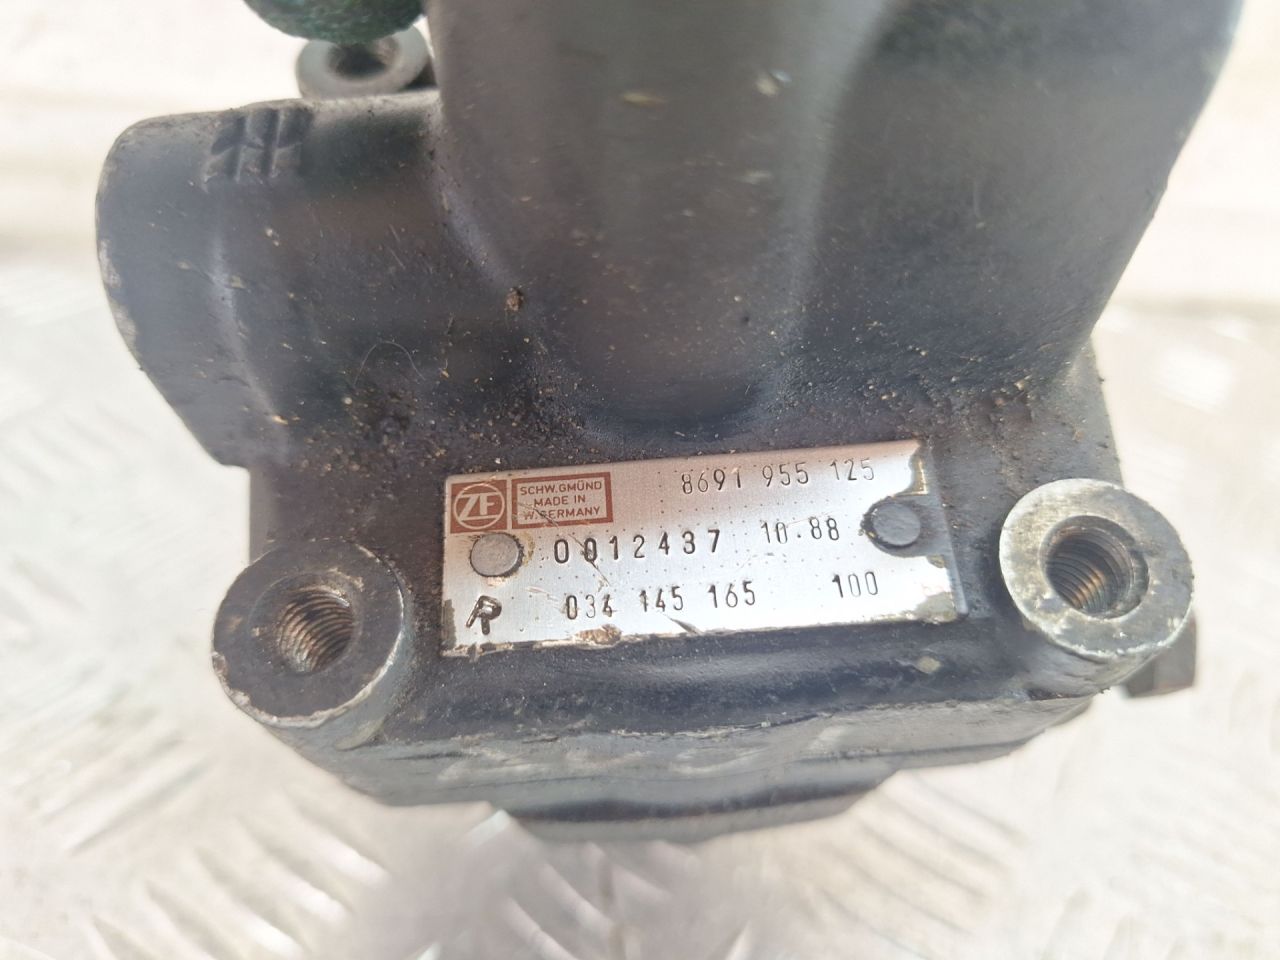 ZF
SCHW.GMÜND
MADE IN
W.GERMANY
8691 955 125
0012437 10.88
R 034 145 165 100